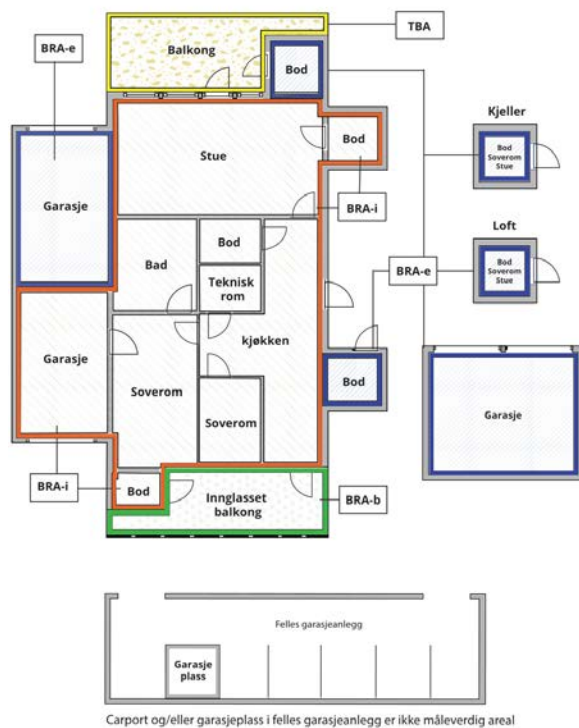 TBA
BRA-e
Balkong
Bod
Kjeller
Bod
Soverom
Stue
Stue
Bod
BRA-i
Garasje
Loft
Bod
Soverom
Stue
Bad
Bod
BRA-e
Teknisk
rom
Garasje
kjøkken
Bod
Soverom
Soverom
Garasje
BRA-i
Bod
Innglasset
balkong
BRA-b
Felles garasjeanlegg
Garasje
plass
Carport og/eller garasjeplass i felles garasjeanlegg er ikke måleverdig areal